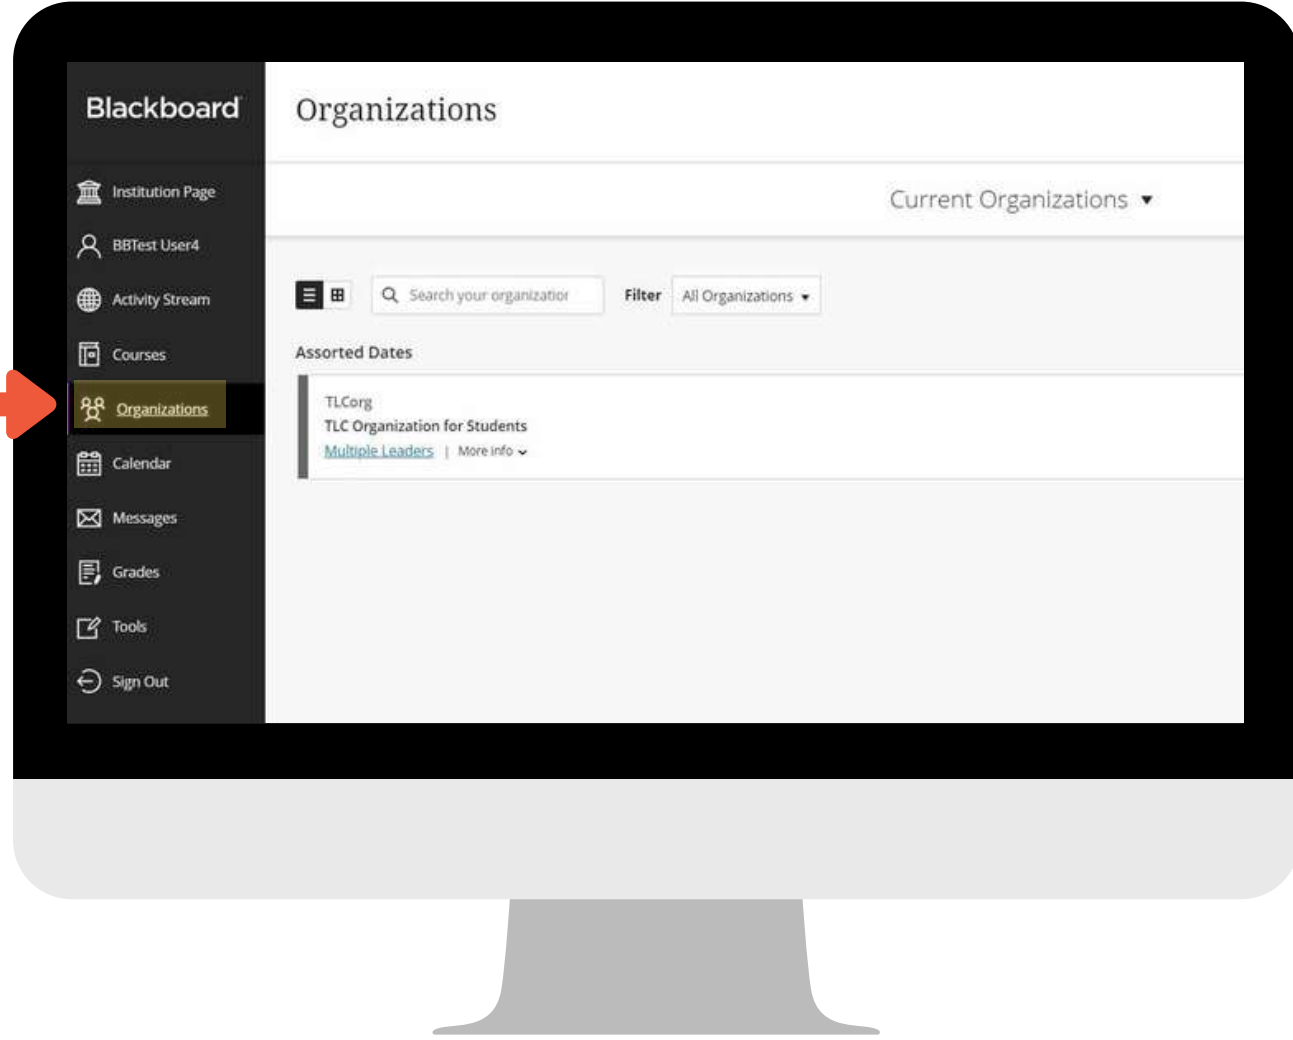 Blackboard
Institution Page
BBTest User4
Activity Stream
Courses
Organizations
Calendar
Messages
Grades
Tools
Sign Out
Organizations
Current Organizations
Search your organization
Filter All Organizations
Assorted Dates
TLCorg
TLC Organization for Students
Multiple Leaders | More info